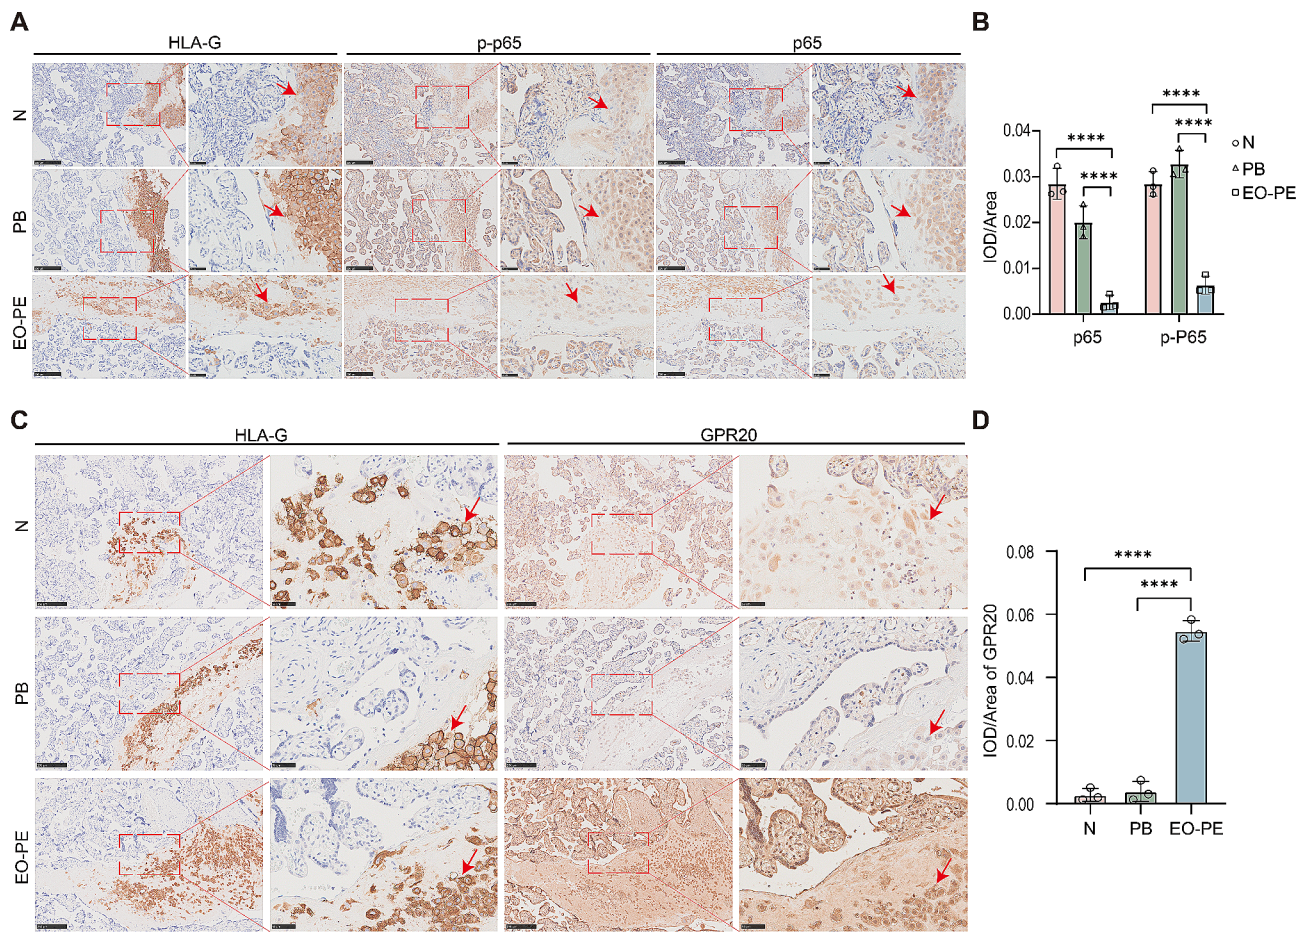 A
HLA-G
p-p65
p65
N
PB
EO-PE
B
****
****
****
****
N
PB
EO-PE
IOD/Area
0.04
0.03
0.02
0.01
0.00
p65
p-P65
C
HLA-G
GPR20
N
PB
EO-PE
D
****
****
IOD/Area of GPR20
0.08
0.06
0.04
0.02
0.00
N
PB
EO-PE